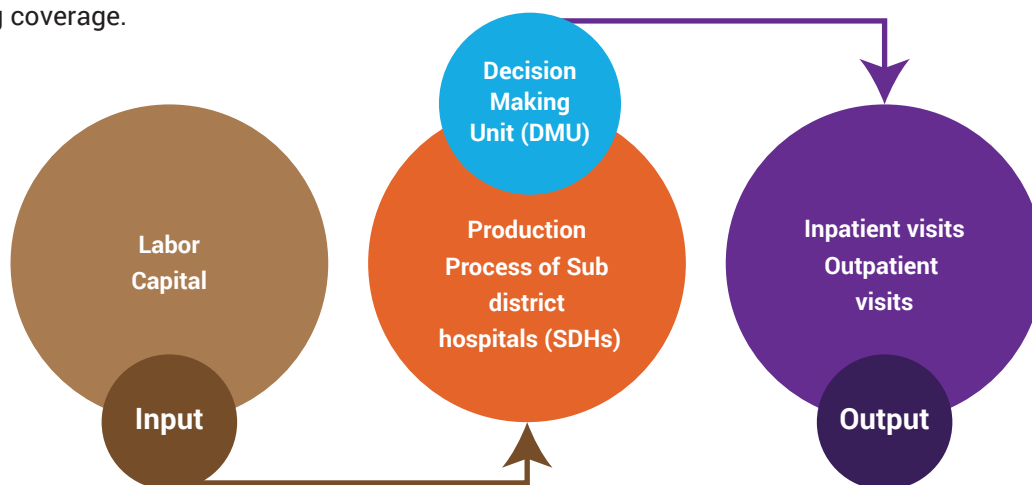 coverage.
Labor
Capital
Input
Decision
Making
Unit (DMU)
Production
Process of Sub
district
hospitals (SDHs)
Inpatient visits
Outpatient
visits
Output